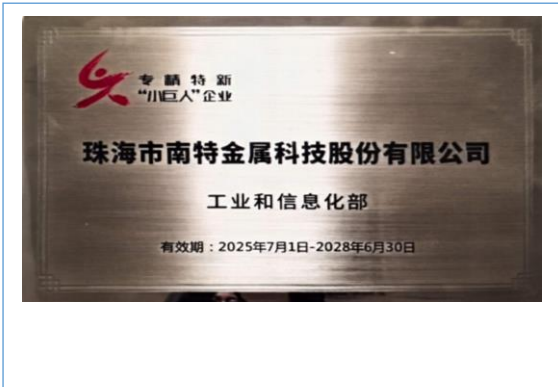 专精特新
“小巨人”企业
珠海市南特金属科技股份有限公司
工业和信息化部
有效期：2025年7月1日-2028年6月30日